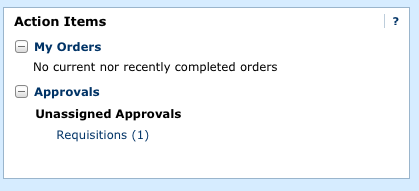 Action Items ?
My Orders
No current nor recently completed orders
Approvals
Unassigned Approvals
Requisitions (1)